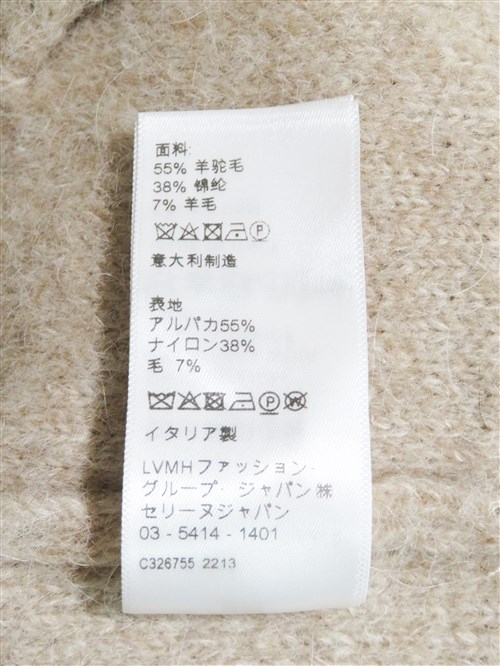 面料:
55% 羊驼毛
38% 锦纶
7% 羊毛
P
意大利制造
表地
アルパカ55%
ナイロン38%
毛 7%
P W
イタリア製
LVMHファッション・
グループ・ジャパン㈱
セリーヌジャパン
03 - 5414 - 1401
C326755 2213